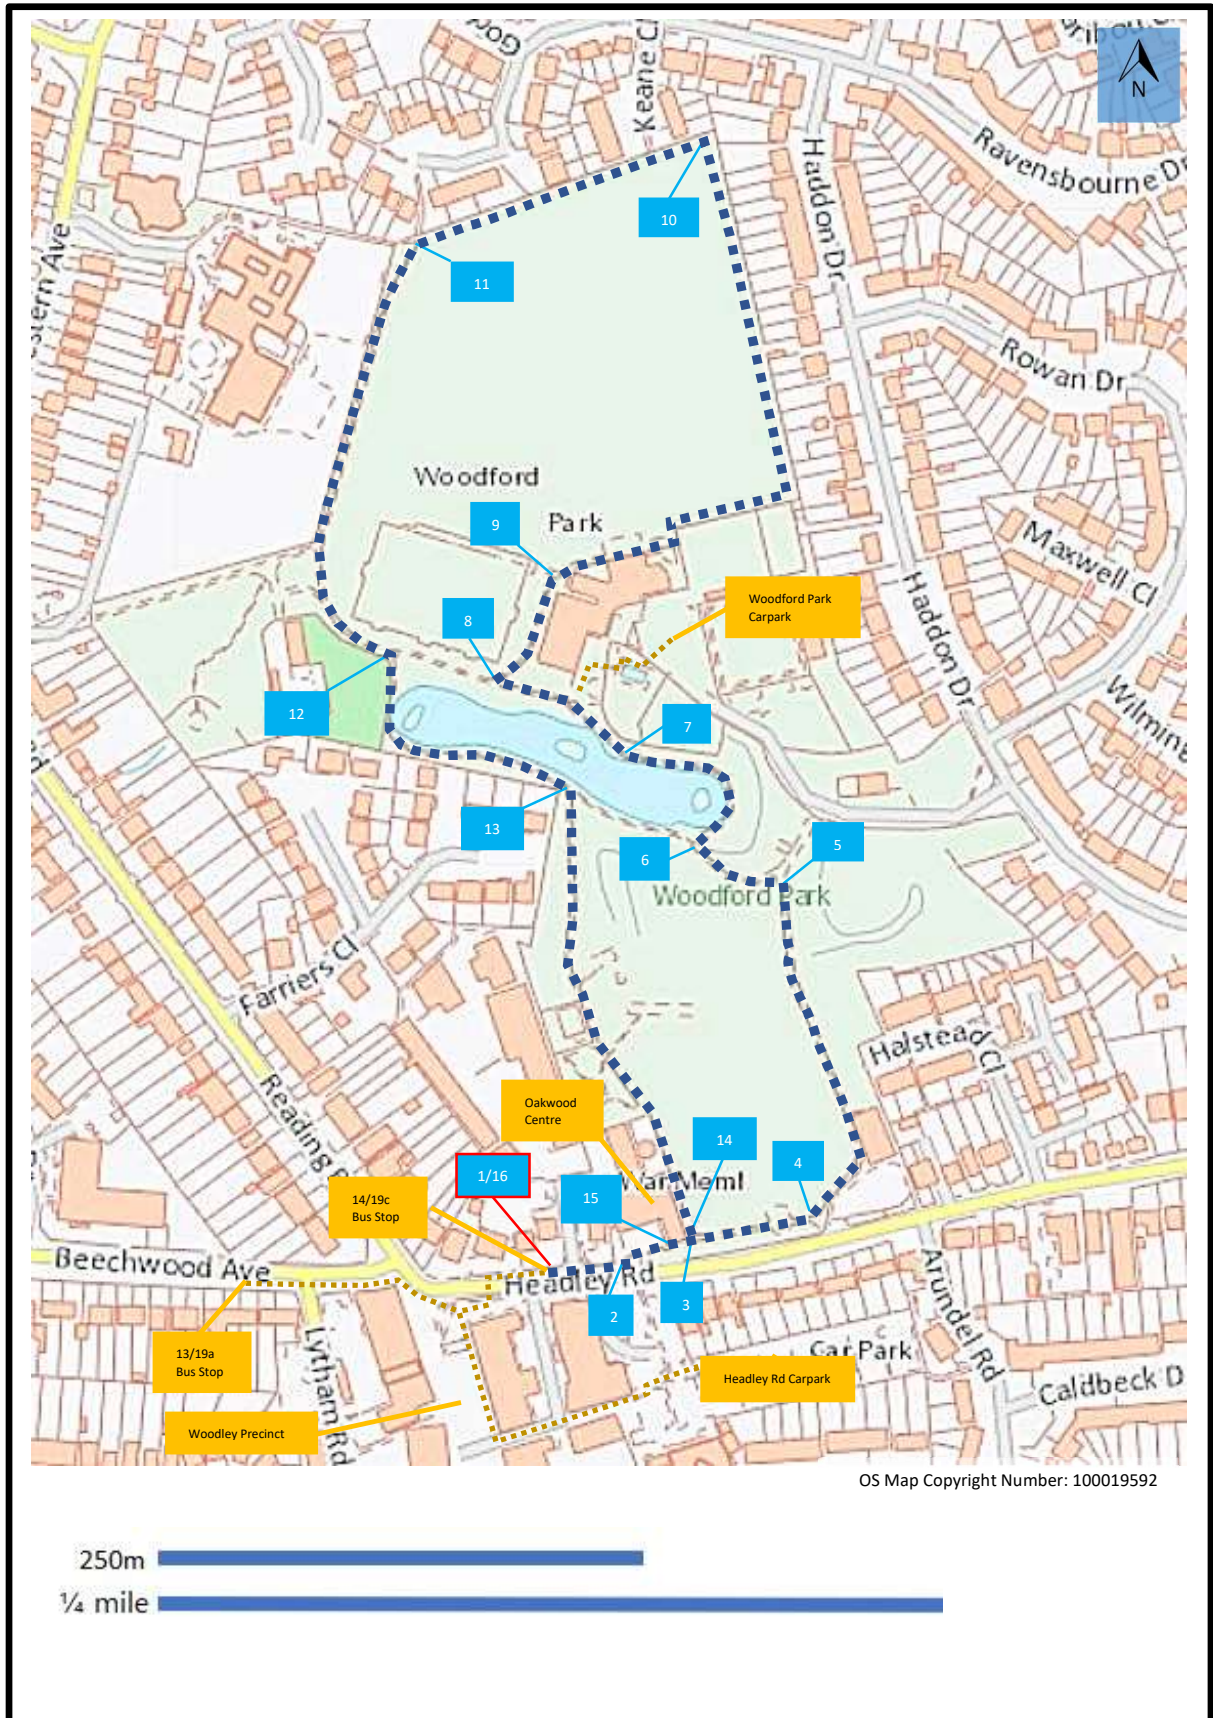 Keane Cl
N
Ravensbourne Dr
Haddon Dr
10
11
stern Ave
Rowan Dr
Woodford
Park
9
Maxwell Cl
Woodford Park
Carpark
Haddon Dr
8
12
7
Wilming
13
6
5
Woodford Park
Farriers Cl
Halstead Cl
Reading R
Oakwood
Centre
14
4
1/16
War Meml
15
14/19c
Bus Stop
Beechwood Ave
Headley Rd
2
3
Arundel Rd
13/19a
Bus Stop
Lytham Rd
Car Park
Headley Rd Carpark
Caldbeck D
Woodley Precinct
OS Map Copyright Number: 100019592
250m
¼ mile